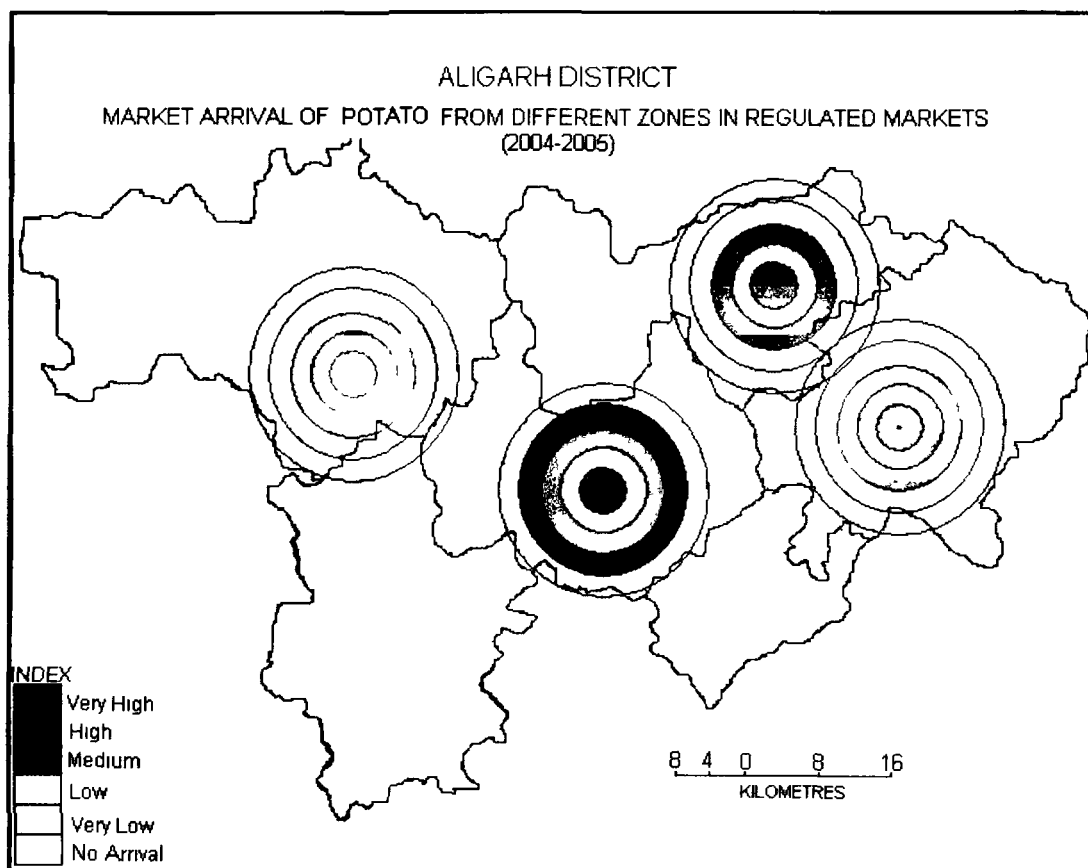 ALIGARH DISTRICT
MARKET ARRIVAL OF POTATO FROM DIFFERENT ZONES IN REGULATED MARKETS
(2004-2005)
INDEX
Very High
High
Medium
Low
Very Low
No Arrival
8 4 0 8 16
KILOMETRES